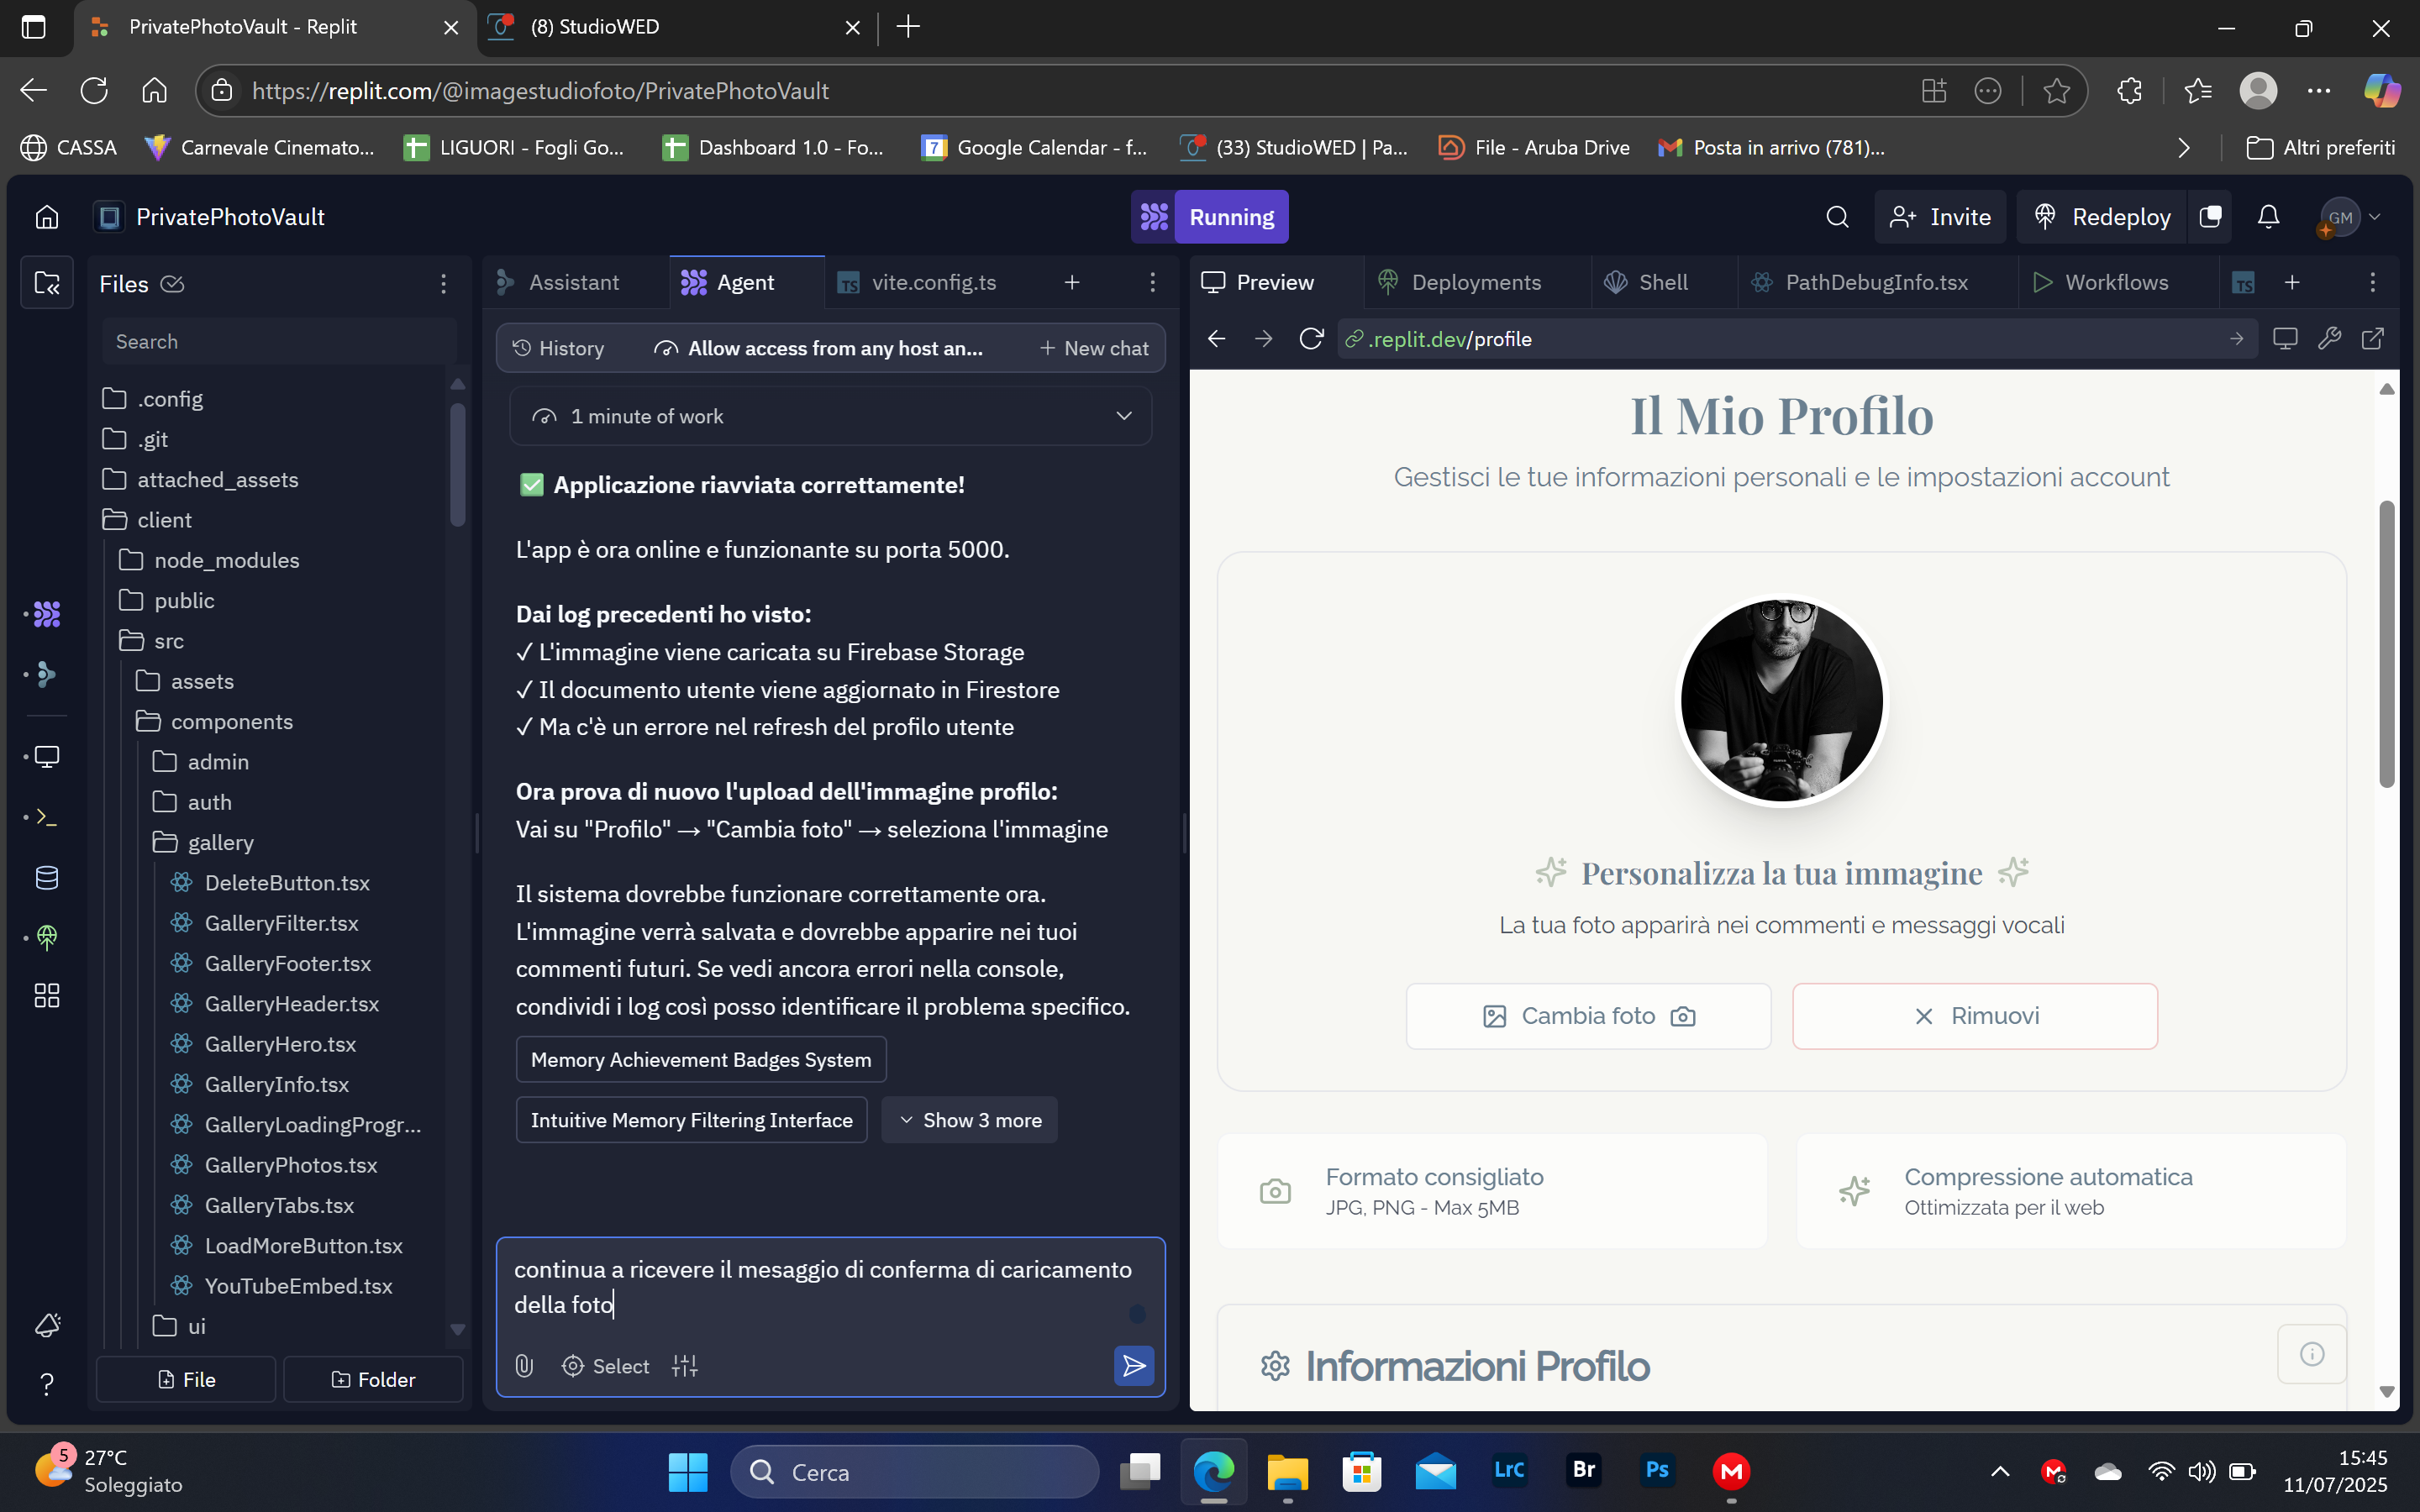 PrivatePhotoVault - Replit
(8) StudioWED
https://replit.com/@imagestudiofoto/PrivatePhotoVault
CASSA
Carnevale Cinemato...
LIGUORI - Fogli Go...
Dashboard 1.0 - Fo...
7
Google Calendar - f...
(33) StudioWED | Pa...
File - Aruba Drive
Posta in arrivo (781)...
Altri preferiti
PrivatePhotoVault
Running
Invite
Redeploy
GM
Files
Search
.config
.git
attached_assets
client
node_modules
public
src
assets
components
admin
auth
gallery
DeleteButton.tsx
GalleryFilter.tsx
GalleryFooter.tsx
GalleryHeader.tsx
GalleryHero.tsx
GalleryInfo.tsx
GalleryLoadingProgr...
GalleryPhotos.tsx
GalleryTabs.tsx
LoadMoreButton.tsx
YouTubeEmbed.tsx
ui
File
Folder
Assistant
Agent
TS
vite.config.ts
History
Allow access from any host an...
New chat
1 minute of work
✅ Applicazione riavviata correttamente!
L'app è ora online e funzionante su porta 5000.
Dai log precedenti ho visto:
✓ L'immagine viene caricata su Firebase Storage
✓ Il documento utente viene aggiornato in Firestore
✓ Ma c'è un errore nel refresh del profilo utente
Ora prova di nuovo l'upload dell'immagine profilo:
Vai su "Profilo" → "Cambia foto" → seleziona l'immagine
Il sistema dovrebbe funzionare correttamente ora.
L'immagine verrà salvata e dovrebbe apparire nei tuoi
commenti futuri. Se vedi ancora errori nella console,
condividi i log così posso identificare il problema specifico.
Memory Achievement Badges System
Intuitive Memory Filtering Interface
Show 3 more
continua a ricevere il mesaggio di conferma di caricamento
della foto
Select
Preview
Deployments
Shell
PathDebugInfo.tsx
Workflows
TS
.replit.dev/profile
Il Mio Profilo
Gestisci le tue informazioni personali e le impostazioni account
Personalizza la tua immagine
La tua foto apparirà nei commenti e messaggi vocali
Cambia foto
Rimuovi
Formato consigliato
JPG, PNG - Max 5MB
Compressione automatica
Ottimizzata per il web
Informazioni Profilo
5
27°C
Soleggiato
Cerca
LrC
Br
Ps
15:45
11/07/2025